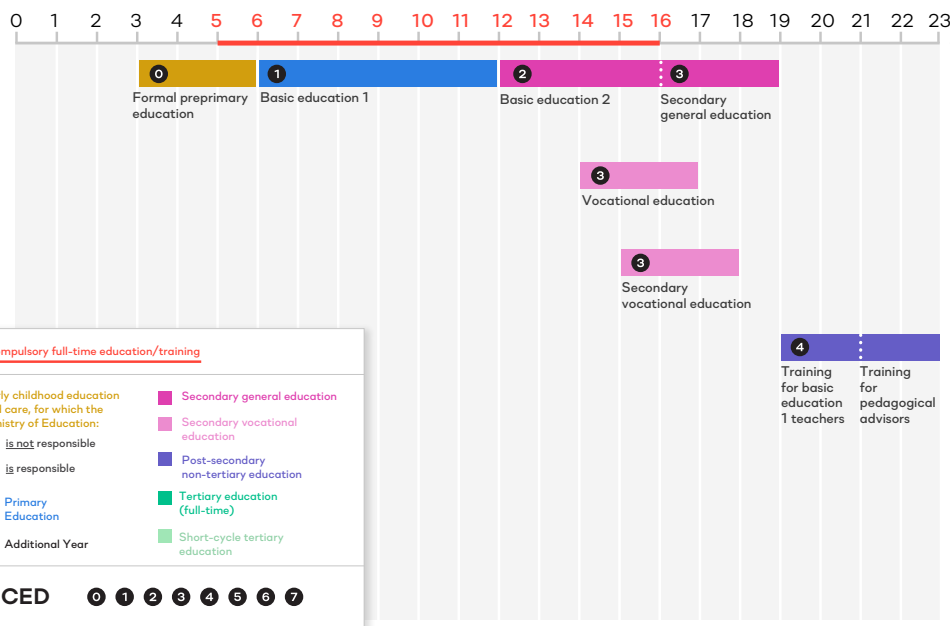 0 1 2 3 4 5 6 7 8 9 10 11 12 13 14 15 16 17 18 19 20 21 22 23
0 1 2 3
Formal preprimary
education
Basic education 1
Basic education 2
Secondary
general education
3
Vocational education
3
Secondary
vocational education
4
Training
for basic
education
1 teachers
Training
for
pedagogical
advisors
mpulsory full-time education/training
ly childhood education
l care, for which the
nistry of Education:
is not responsible
is responsible
Primary
Education
Additional Year
Secondary general education
Secondary vocational
education
Post-secondary
non-tertiary education
Tertiary education
(full-time)
Short-cycle tertiary
education
CED 0 1 2 3 4 5 6 7